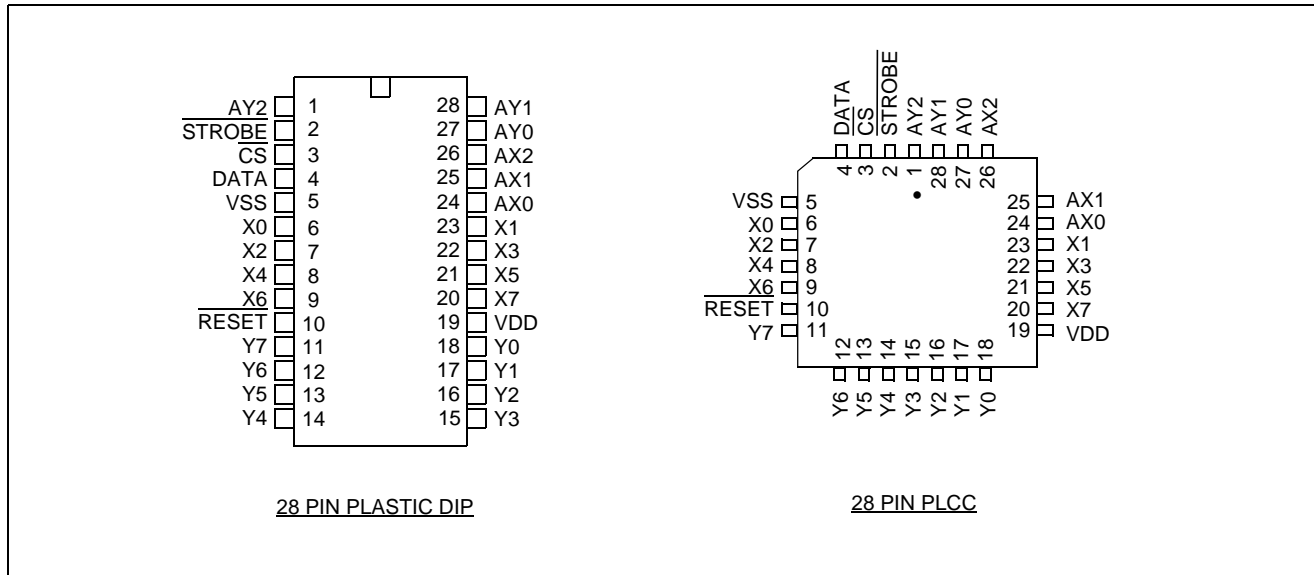 AY2 1 28 AY1
STROBE 2 27 AY0
CS 3 26 AX2
DATA 4 25 AX1
VSS 5 24 AX0
X0 6 23 X1
X2 7 22 X3
X4 8 21 X5
X6 9 20 X7
RESET 10 19 VDD
Y7 11 18 Y0
Y6 12 17 Y1
Y5 13 16 Y2
Y4 14 15 Y3
28 PIN PLASTIC DIP
DATA CS STROBE AY2 AY1 AY0 AX2
4 3 2 1 28 27 26
VSS 5 25 AX1
X0 6 24 AX0
X2 7 23 X1
X4 8 22 X3
X6 9 21 X5
RESET 10 20 X7
Y7 11 19 VDD
12 13 14 15 16 17 18
Y6 Y5 Y4 Y3 Y2 Y1 Y0
28 PIN PLCC